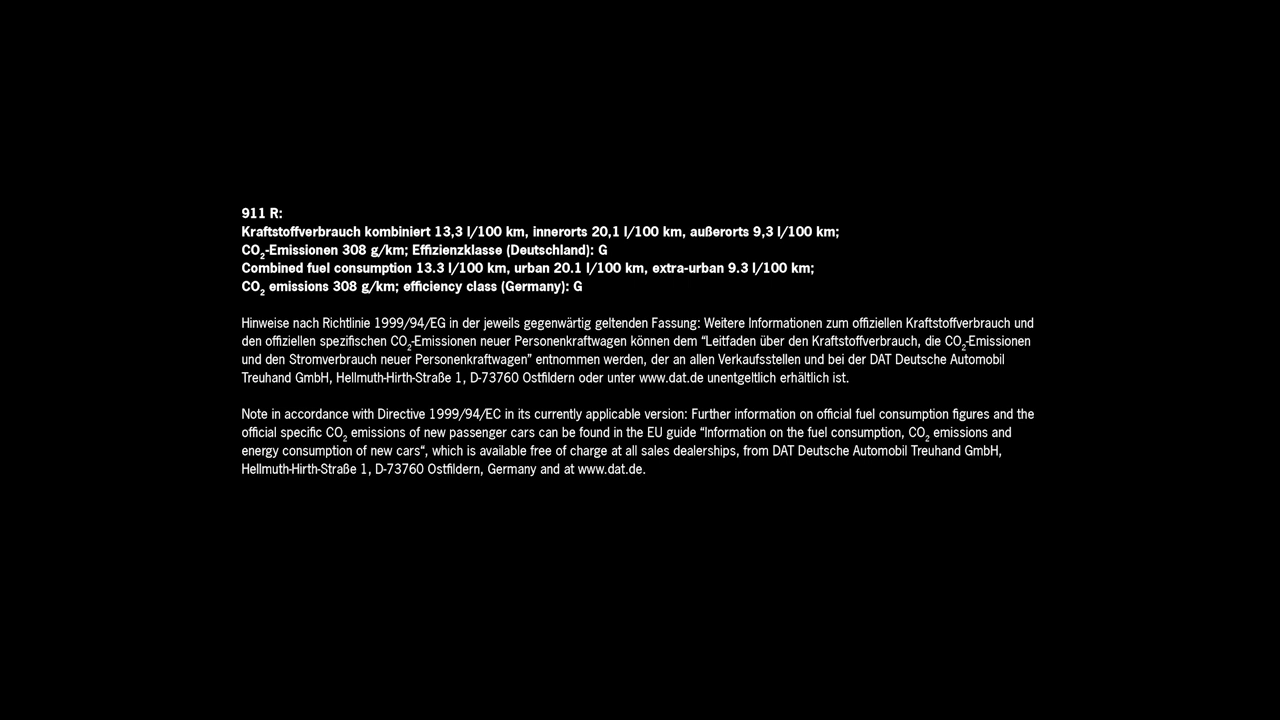 911 R:
Kraftstoffverbrauch kombiniert 13,3 l/100 km, innerorts 20,1 l/100 km, außerorts 9,3 l/100 km;
CO₂-Emissionen 308 g/km; Effizienzklasse (Deutschland): G
Combined fuel consumption 13.3 l/100 km, urban 20.1 l/100 km, extra-urban 9.3 l/100 km;
CO₂ emissions 308 g/km; efficiency class (Germany): G
Hinweise nach Richtlinie 1999/94/EG in der jeweils gegenwärtig geltenden Fassung: Weitere Informationen zum offiziellen Kraftstoffverbrauch und
den offiziellen spezifischen CO₂-Emissionen neuer Personenkraftwagen können dem “Leitfaden über den Kraftstoffverbrauch, die CO₂-Emissionen
und den Stromverbrauch neuer Personenkraftwagen” entnommen werden, der an allen Verkaufsstellen und bei der DAT Deutsche Automobil
Treuhand GmbH, Hellmuth-Hirth-Straße 1, D-73760 Ostfildern oder unter www.dat.de unentgeltlich erhältlich ist.
Note in accordance with Directive 1999/94/EC in its currently applicable version: Further information on official fuel consumption figures and the
official specific CO₂ emissions of new passenger cars can be found in the EU guide “Information on the fuel consumption, CO₂ emissions and
energy consumption of new cars“, which is available free of charge at all sales dealerships, from DAT Deutsche Automobil Treuhand GmbH,
Hellmuth-Hirth-Straße 1, D-73760 Ostfildern, Germany and at www.dat.de.